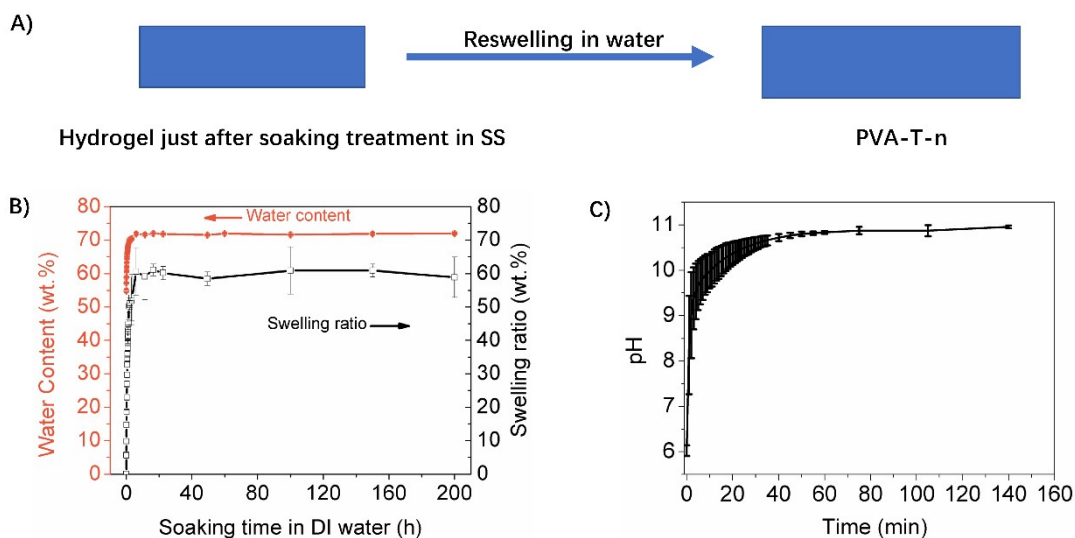 A)
Reswelling in water
Hydrogel just after soaking treatment in SS
PVA-T-n
B)
80
70
60
50
40
30
20
10
0
Water Content (wt.%)
Water content
Swelling ratio
80
70
60
50
40
30
20
10
0
Swelling ratio (wt.%)
0 40 80 120 160 200
Soaking time in DI water (h)
C)
11
10
9
8
7
6
pH
0 20 40 60 80 100 120 140 160
Time (min)